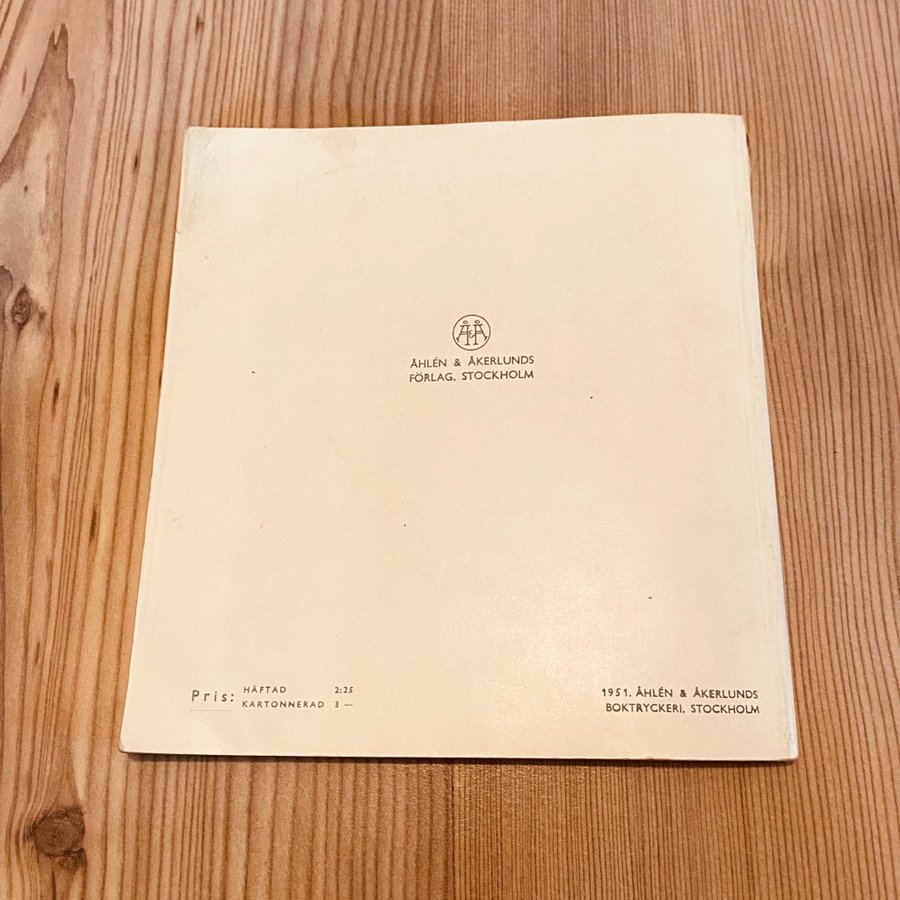 Å&Å
ÅHLÉN & ÅKERLUNDS
FÖRLAG, STOCKHOLM
Pris: HÄFTAD 2:25
KARTONNERAD 3 —
1951. ÅHLÉN & ÅKERLUNDS
BOKTRYCKERI, STOCKHOLM